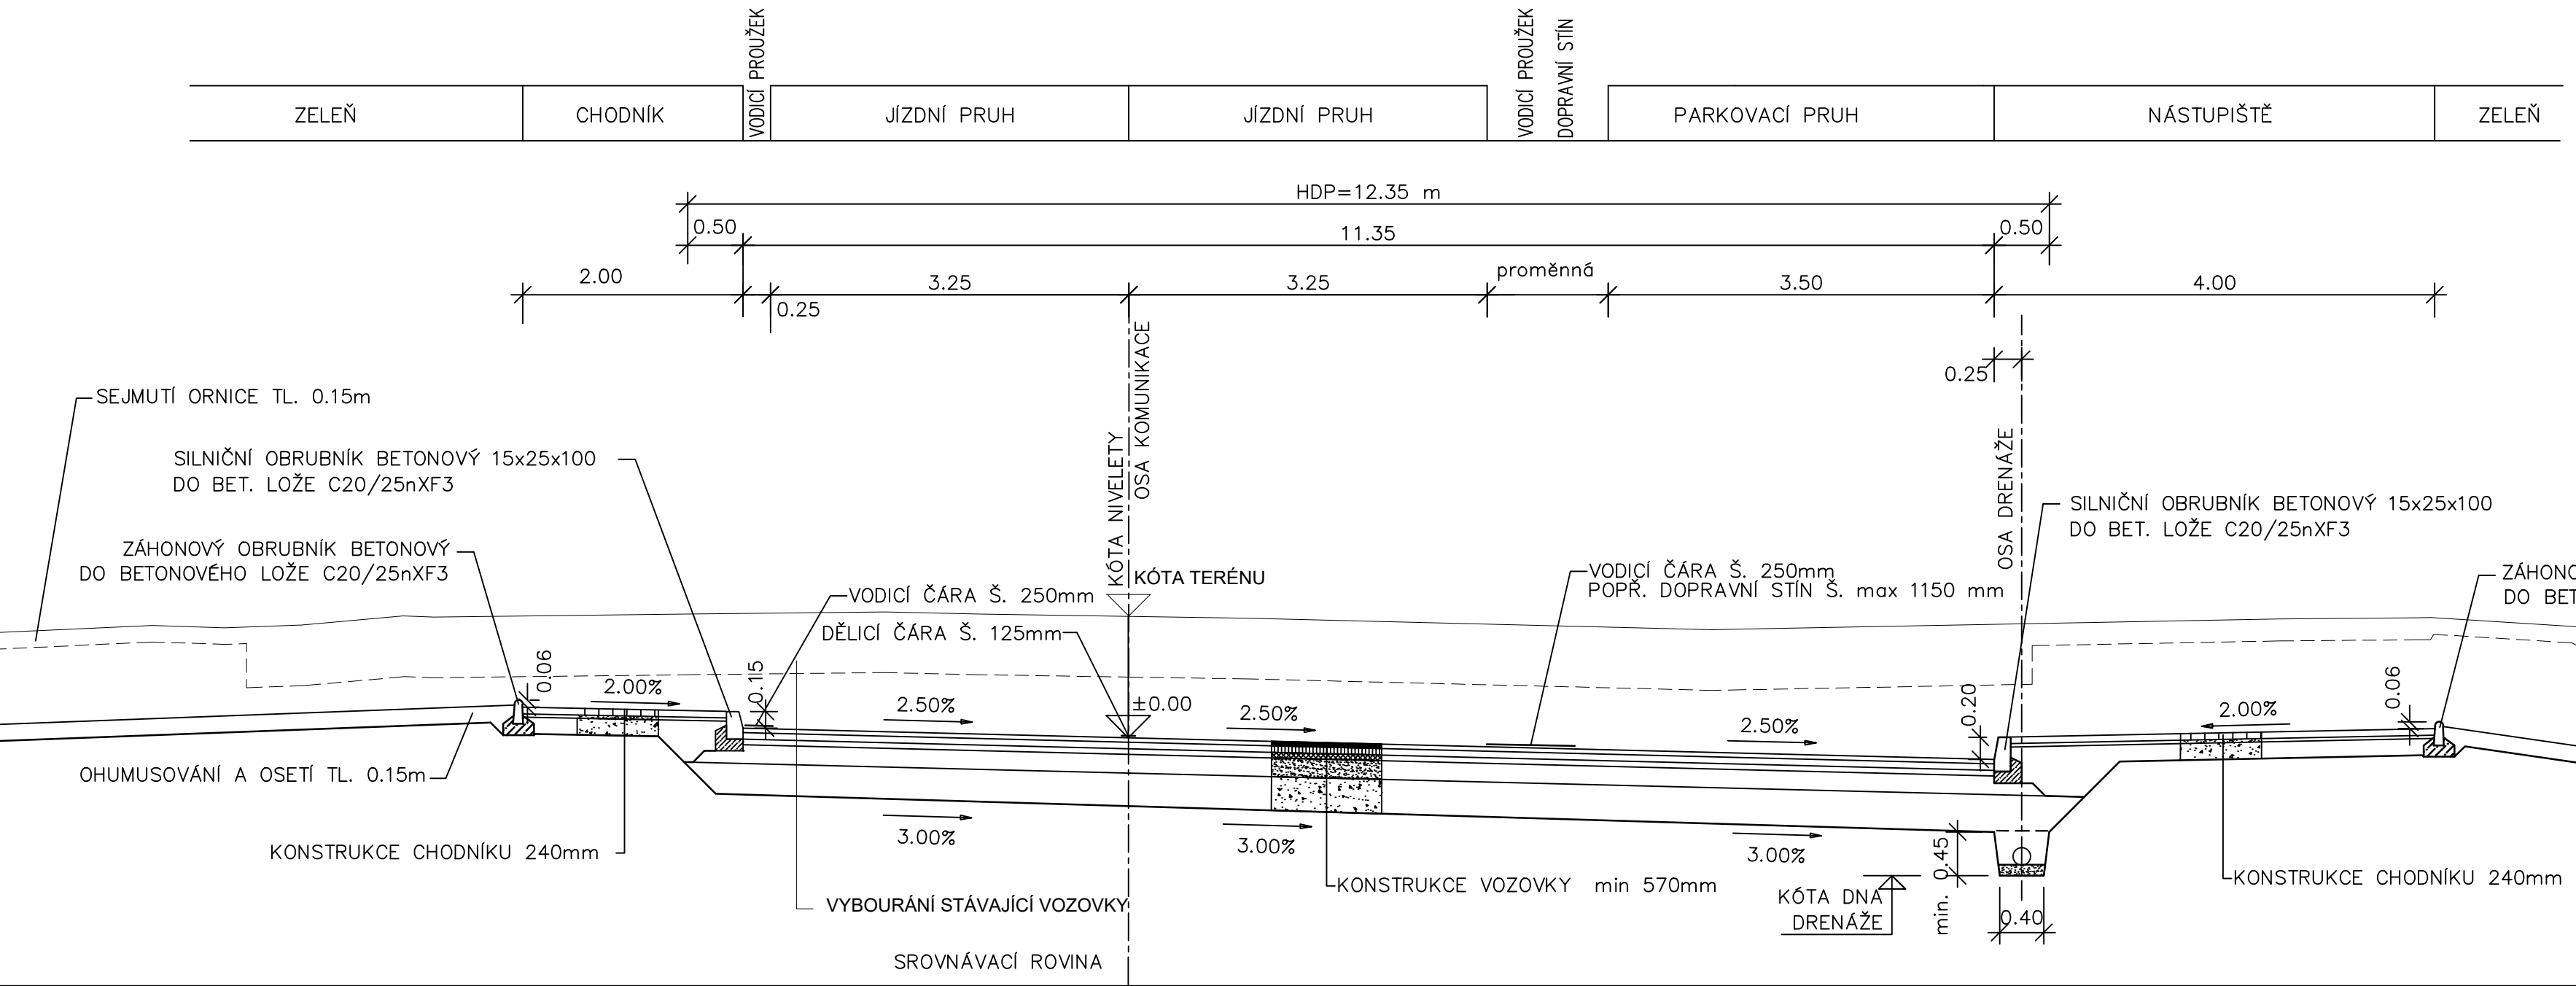 VODICÍ PROUŽEK
VODICÍ PROUŽEK
DOPRAVNÍ STÍN
ZELEŇ
CHODNÍK
JÍZDNÍ PRUH
JÍZDNÍ PRUH
PARKOVACÍ PRUH
NÁSTUPIŠTĚ
ZELEŇ
HDP=12.35 m
0.50
11.35
0.50
2.00
0.25
3.25
3.25
proměnná
3.50
4.00
0.25
KÓTA NIVELETY
OSA KOMUNIKACE
OSA DRENÁŽE
SEJMUTÍ ORNICE TL. 0.15m
SILNIČNÍ OBRUBNÍK BETONOVÝ 15x25x100
DO BET. LOŽE C20/25nXF3
ZÁHONOVÝ OBRUBNÍK BETONOVÝ
DO BETONOVÉHO LOŽE C20/25nXF3
VODICÍ ČÁRA Š. 250mm
DĚLICÍ ČÁRA Š. 125mm
KÓTA TERÉNU
VODICÍ ČÁRA Š. 250mm
POPŘ. DOPRAVNÍ STÍN Š. max 1150 mm
SILNIČNÍ OBRUBNÍK BETONOVÝ 15x25x100
DO BET. LOŽE C20/25nXF3
ZÁHONO
DO BET
0.06
2.00%
0.15
2.50%
±0.00
2.50%
2.50%
0.20
2.00%
0.06
OHUMUSOVÁNÍ A OSETÍ TL. 0.15m
KONSTRUKCE CHODNÍKU 240mm
3.00%
3.00%
3.00%
VYBOURÁNÍ STÁVAJÍCÍ VOZOVKY
KONSTRUKCE VOZOVKY min 570mm
KÓTA DNA
DRENÁŽE
min. 0.45
0.40
KONSTRUKCE CHODNÍKU 240mm
SROVNÁVACÍ ROVINA